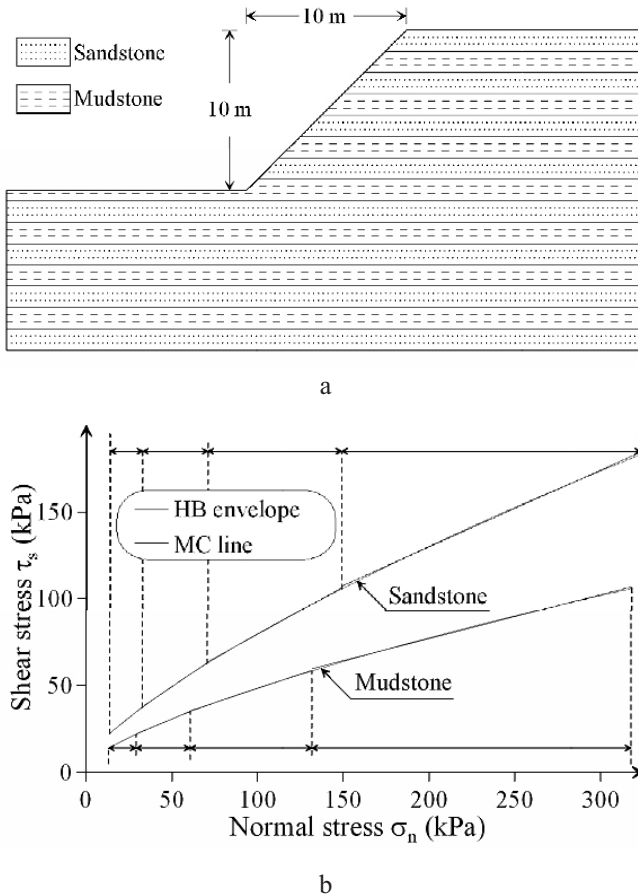 10 m
Sandstone
Mudstone
10 m
a
Shear stress τs (kPa)
150
100
50
0
HB envelope
MC line
Sandstone
Mudstone
0 50 100 150 200 250 300
Normal stress σn (kPa)
b